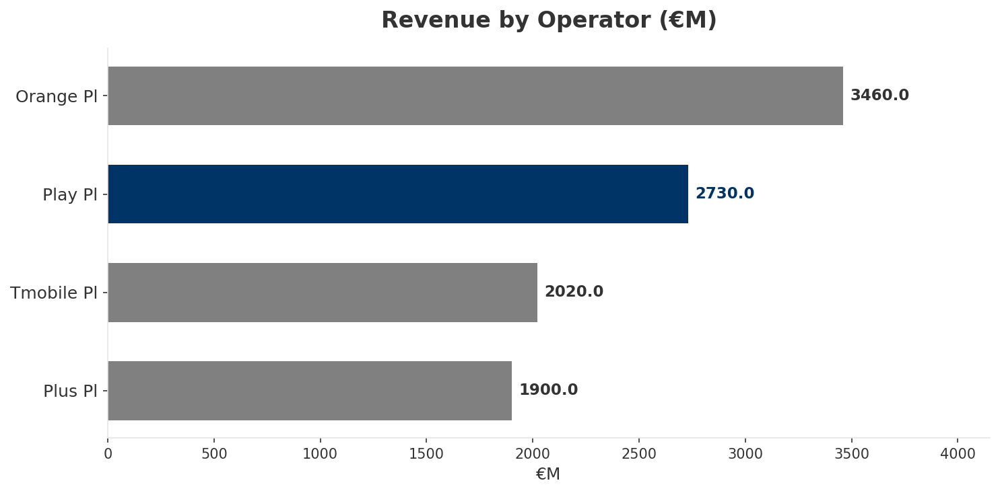 Revenue by Operator (€M)
Orange Pl
3460.0
Play Pl
2730.0
Tmobile Pl
2020.0
Plus Pl
1900.0
0 500 1000 1500 2000 2500 3000 3500 4000
€M